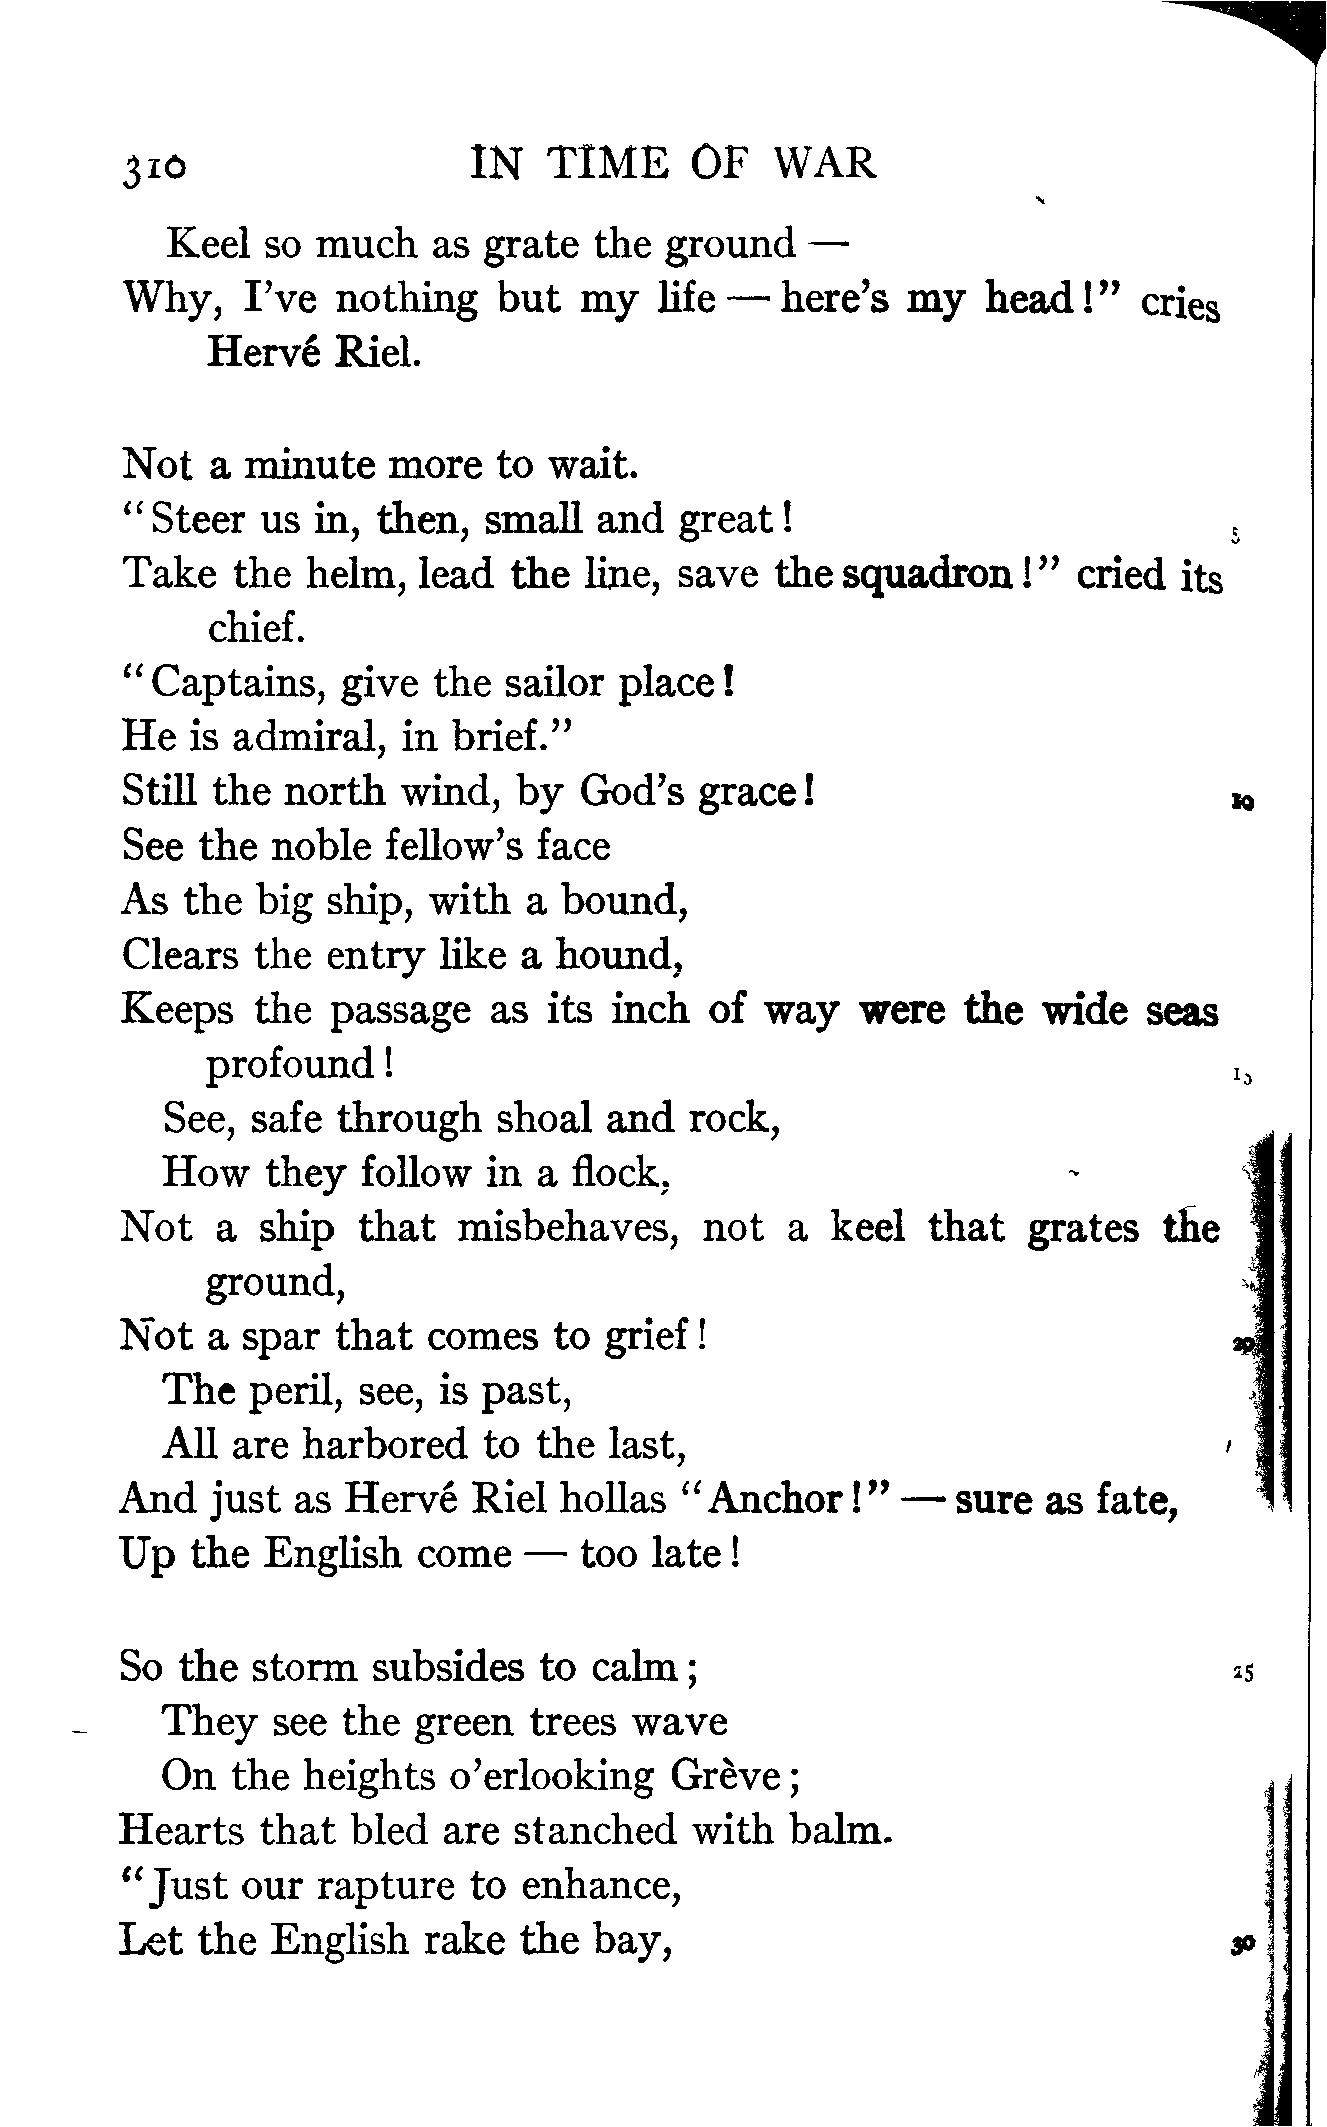 310 IN TIME OF WAR
Keel so much as grate the ground —
Why, I've nothing but my life — here's my head!" cries
Hervé Riel.
Not a minute more to wait.
"Steer us in, then, small and great!
5
Take the helm, lead the line, save the squadron!" cried its
chief.
"Captains, give the sailor place!
He is admiral, in brief."
Still the north wind, by God's grace! 10
See the noble fellow's face
As the big ship, with a bound,
Clears the entry like a hound,
Keeps the passage as its inch of way were the wide seas
profound! 15
See, safe through shoal and rock,
How they follow in a flock,
Not a ship that misbehaves, not a keel that grates the
ground,
Not a spar that comes to grief! 20
The peril, see, is past,
All are harbored to the last,
And just as Hervé Riel hollas "Anchor!" — sure as fate,
Up the English come — too late!
So the storm subsides to calm; 25
They see the green trees wave
On the heights o'erlooking Grève;
Hearts that bled are stanched with balm.
"Just our rapture to enhance,
Let the English rake the bay, 30